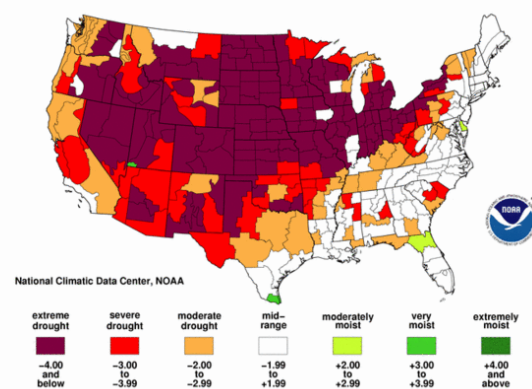 NOAA
National Climatic Data Center, NOAA
extreme drought
severe drought
moderate drought
mid- range
moderately moist
very moist
extremely moist
-4.00 and below
-3.00 to -3.99
-2.00 to -2.99
-1.99 to +1.99
+2.00 to +2.99
+3.00 to +3.99
+4.00 and above